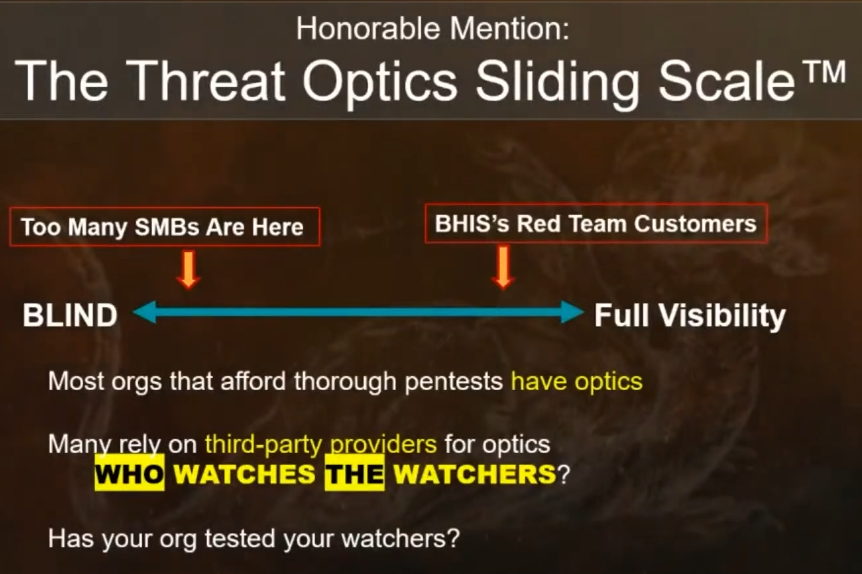 Honorable Mention:
The Threat Optics Sliding Scale™
Too Many SMBs Are Here
BHIS's Red Team Customers
BLIND
Full Visibility
Most orgs that afford thorough pentests have optics
Many rely on third-party providers for optics
WHO WATCHES THE WATCHERS?
Has your org tested your watchers?